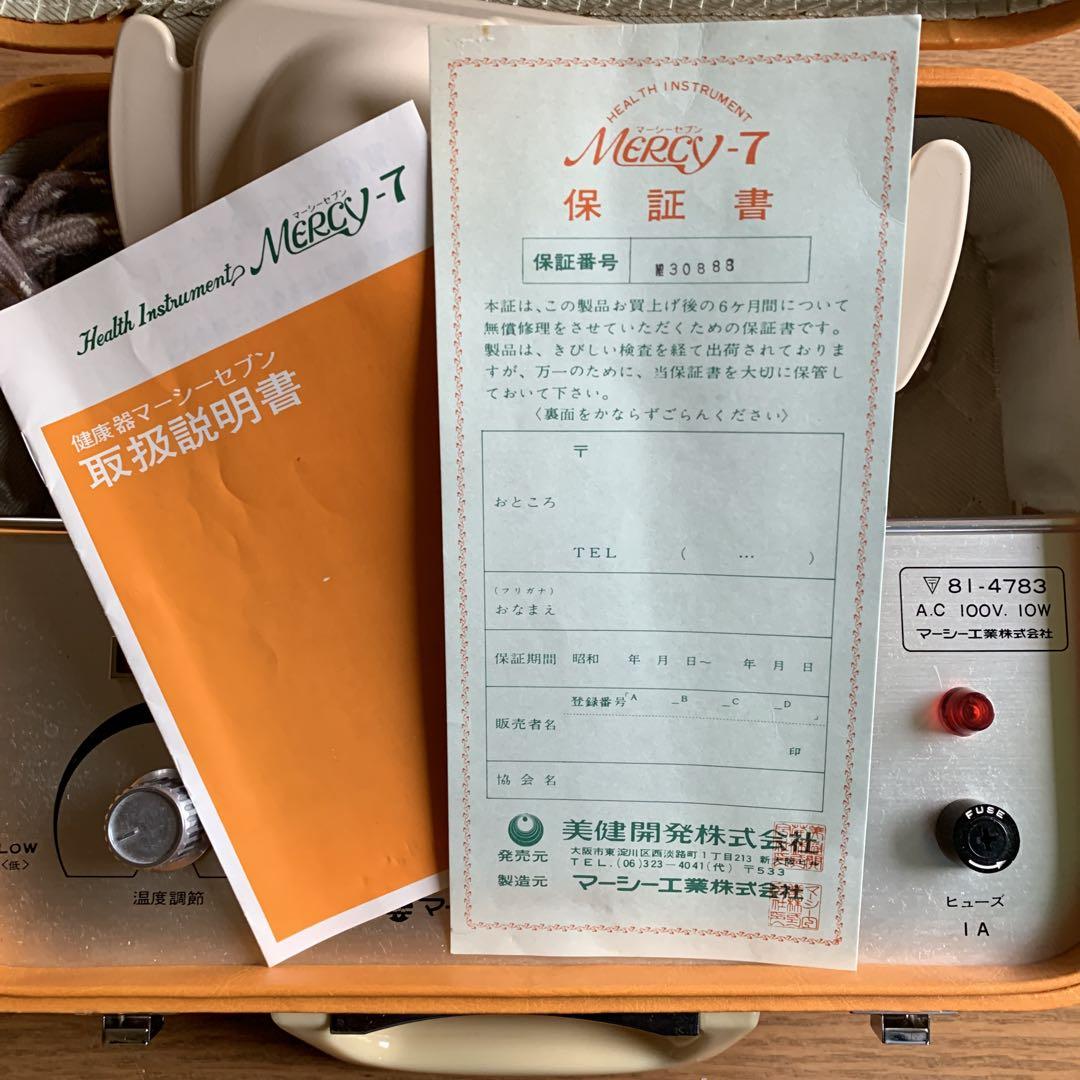 Health Instrument
マーシーセブン
MERCY-7
健康器マーシーセブン
取扱説明書
HEALTH INSTRUMENT
マーシーセブン
MERCY-7
保証書
保証番号 №30888
本証は、この製品お買上げ後の6ヶ月間について
無償修理をさせていただくための保証書です。
製品は、きびしい検査を経て出荷されておりま
すが、万一のために、当保証書を大切に保管し
ておいて下さい。
〈裏面をかならずごらんください〉
〒
おところ
TEL ( … )
(フリガナ)
おなまえ
保証期間 昭和 年 月 日〜 年 月 日
登録番号「A _B _C _D 」
販売者名
印
協会名
発売元 美健開発株式会社
大阪市東淀川区西淡路町1丁目213 新大阪
TEL.(06)323-4041(代) 〒533
製造元 マーシー工業株式会社
〒 81-4783
A.C 100V. 10W
マーシー工業株式会社
FUSE
ヒューズ
1A
LOW
〈低〉
温度調節
マー